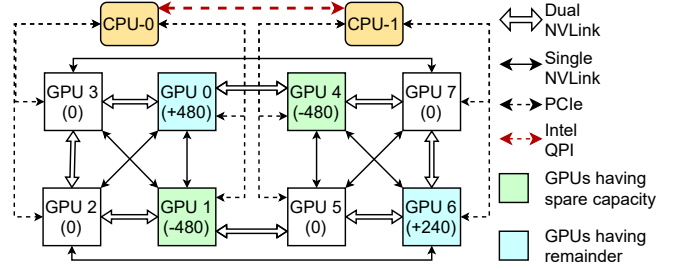 CPU-0
CPU-1
Dual
NVLink
GPU 3
(0)
GPU 0
(+480)
GPU 4
(-480)
GPU 7
(0)
Single
NVLink
PCIe
Intel
QPI
GPU 2
(0)
GPU 1
(-480)
GPU 5
(0)
GPU 6
(+240)
GPUs having
spare capacity
GPUs having
remainder